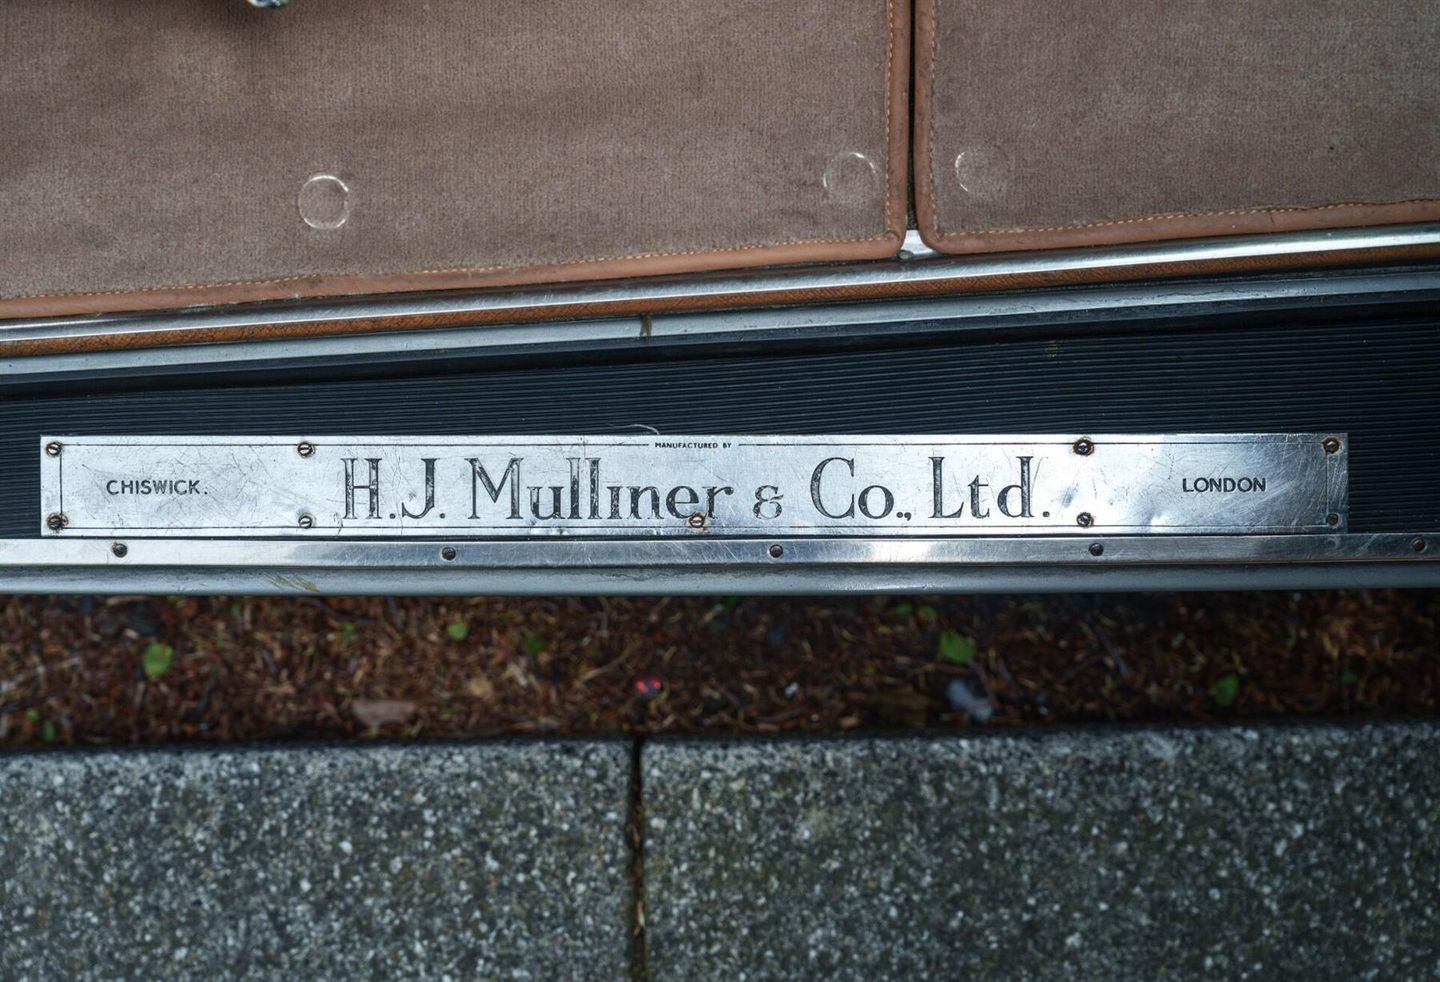 MANUFACTURED BY
CHISWICK. H.J. Mulliner & Co., Ltd. LONDON